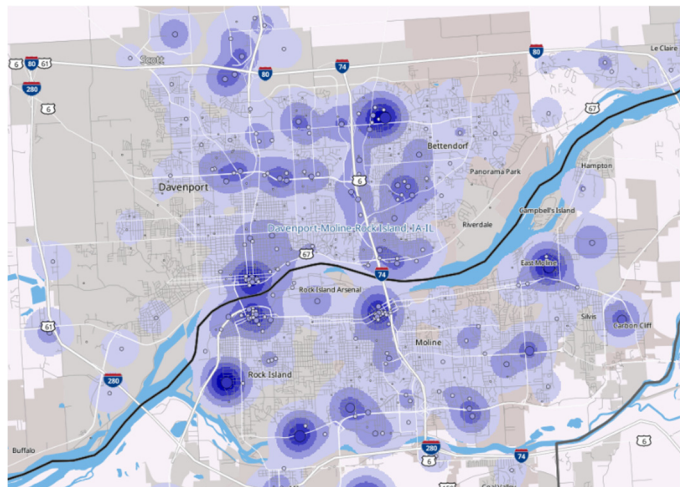 80
Le Claire
6
80
61
Scott
74
280
80
6
67
Bettendorf
Hampton
Panorama Park
6
Davenport
Campbell's Island
Riverdale
Davenport-Moline-Rock Island, IA-IL
67
East Moline
74
Rock Island Arsenal
Silvis
61
Carbon Cliff
Moline
Rock Island
280
Buffalo
280
74
6
6